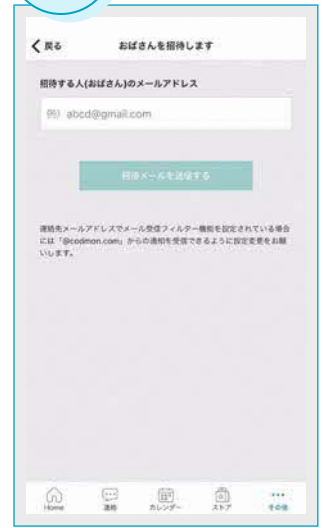 戻る おばさんを招待します
招待する人(おばさん)のメールアドレス
例) abcd@gmail.com
招待メールを送信する
連絡先メールアドレスでメール受信フィルター機能を設定されている場合
には「@codmon.com」からの通知を受信できるように設定変更をお願
いします。
Home 連絡 カレンダー ストア その他